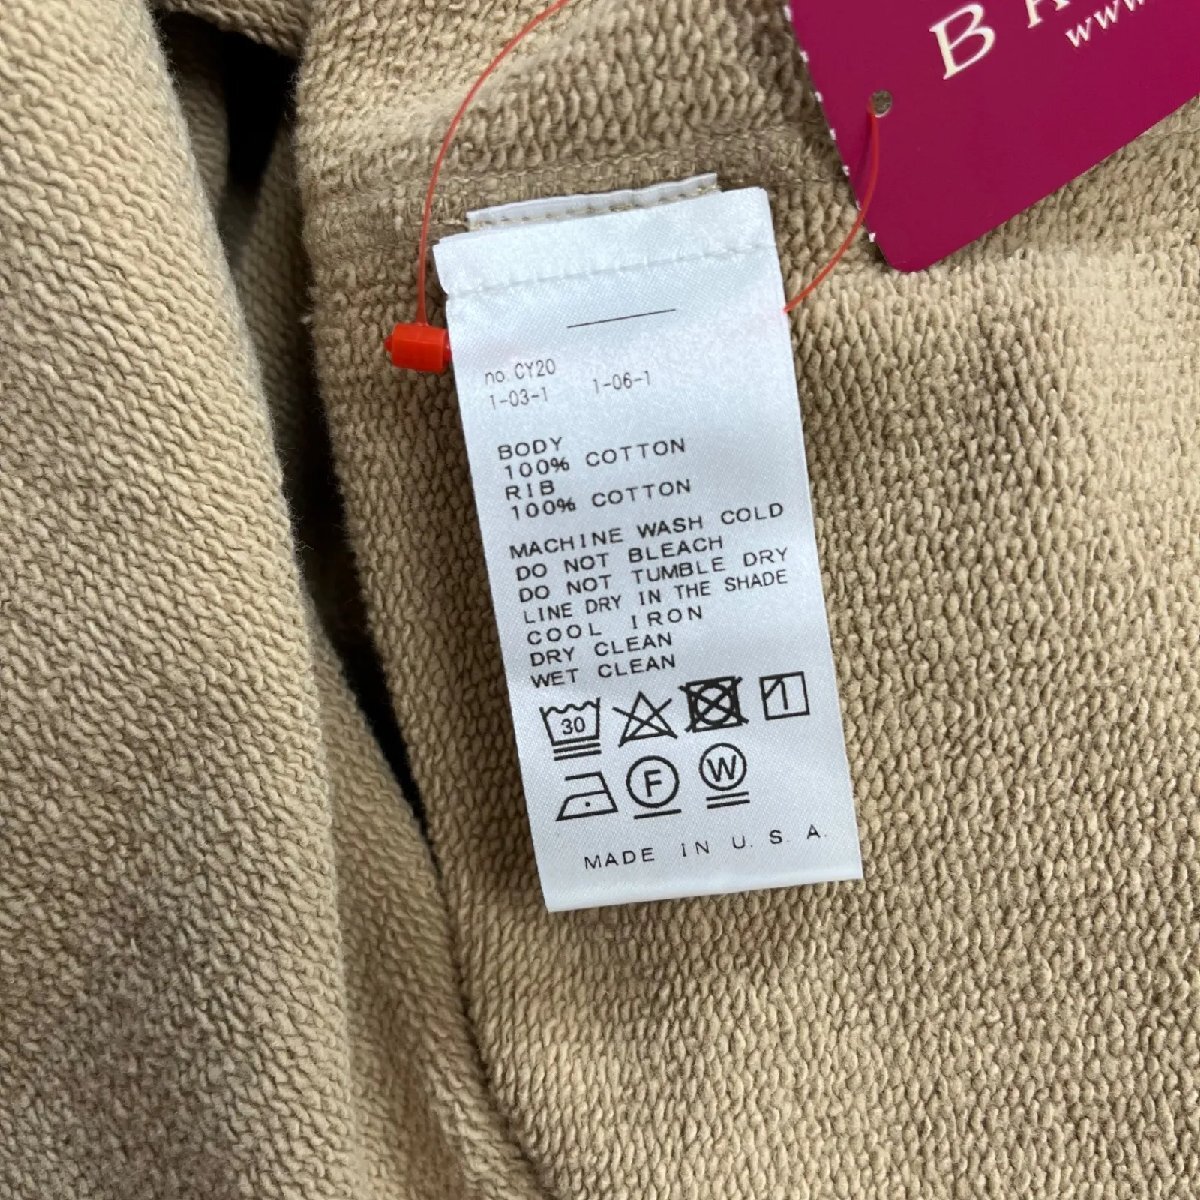 B
www.
no. CY20
1-03-1 1-06-1
BODY
100% COTTON
RIB
100% COTTON
MACHINE WASH COLD
DO NOT BLEACH
DO NOT TUMBLE DRY
LINE DRY IN THE SHADE
COOL IRON
DRY CLEAN
WET CLEAN
30
F W
MADE IN U. S. A.